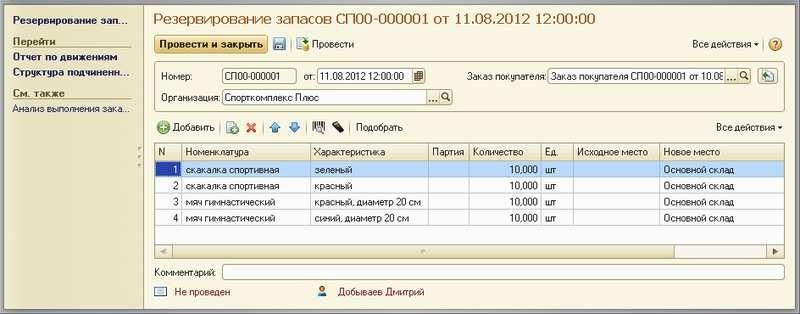 Резервирование зап...
Перейти
Отчет по движениям
Структура подчиненн...
См. также
Анализ выполнения зака...
Резервирование запасов СП00-000001 от 11.08.2012 12:00:00
Провести и закрыть Провести Все действия
Номер: СП00-000001 от: 11.08.2012 12:00:00 Заказ покупателя: Заказ покупателя СП00-000001 от 10.08 ...
Организация: Спорткомплекс Плюс ...
Добавить Подобрать Все действия
N Номенклатура Характеристика Партия Количество Ед. Исходное место Новое место
1 скакалка спортивная зеленый 10,000 шт Основной склад
2 скакалка спортивная красный 10,000 шт Основной склад
3 мяч гимнастический красный, диаметр 20 см 10,000 шт Основной склад
4 мяч гимнастический синий, диаметр 20 см 10,000 шт Основной склад
Комментарий:
Не проведен Добываев Дмитрий